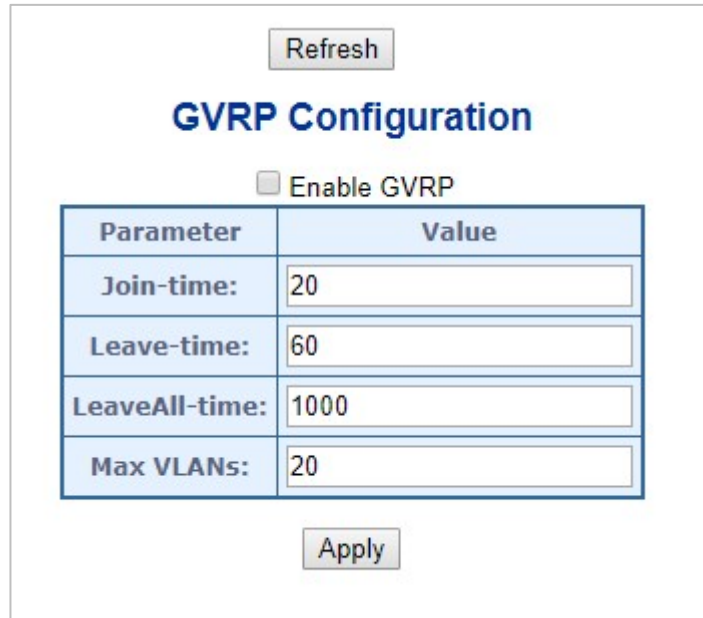 Refresh
GVRP Configuration
Enable GVRP
Parameter Value
Join-time: 20
Leave-time: 60
LeaveAll-time: 1000
Max VLANs: 20
Apply